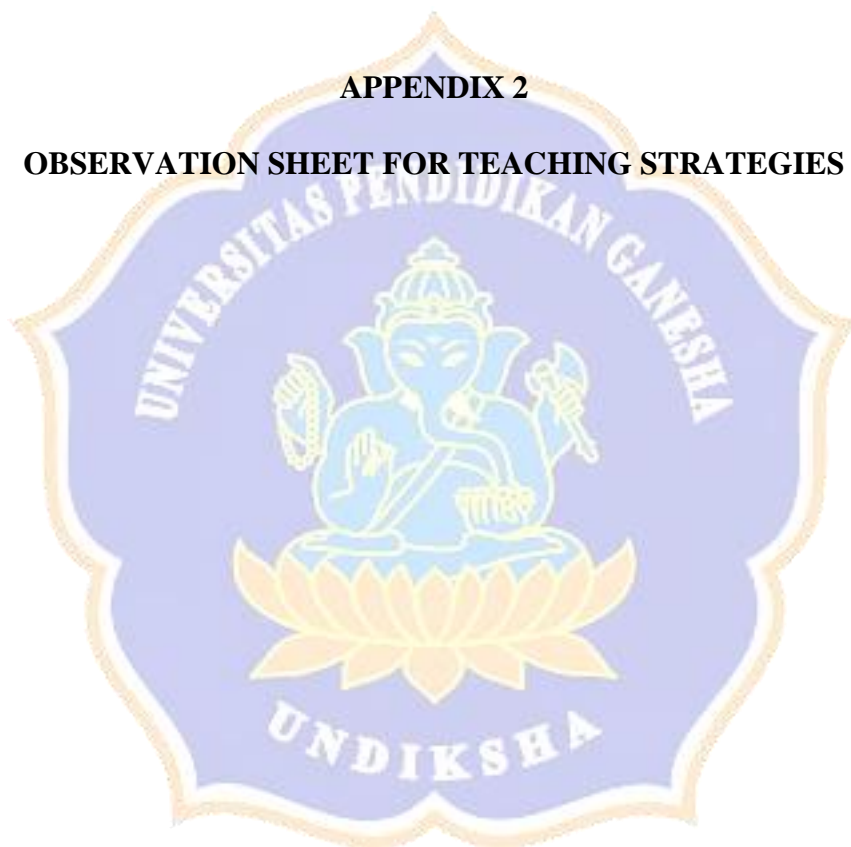 APPENDIX 2
OBSERVATION SHEET FOR TEACHING STRATEGIES
UNIVERSITAS PENDIDIKAN GANESHA
UNDIKSHA